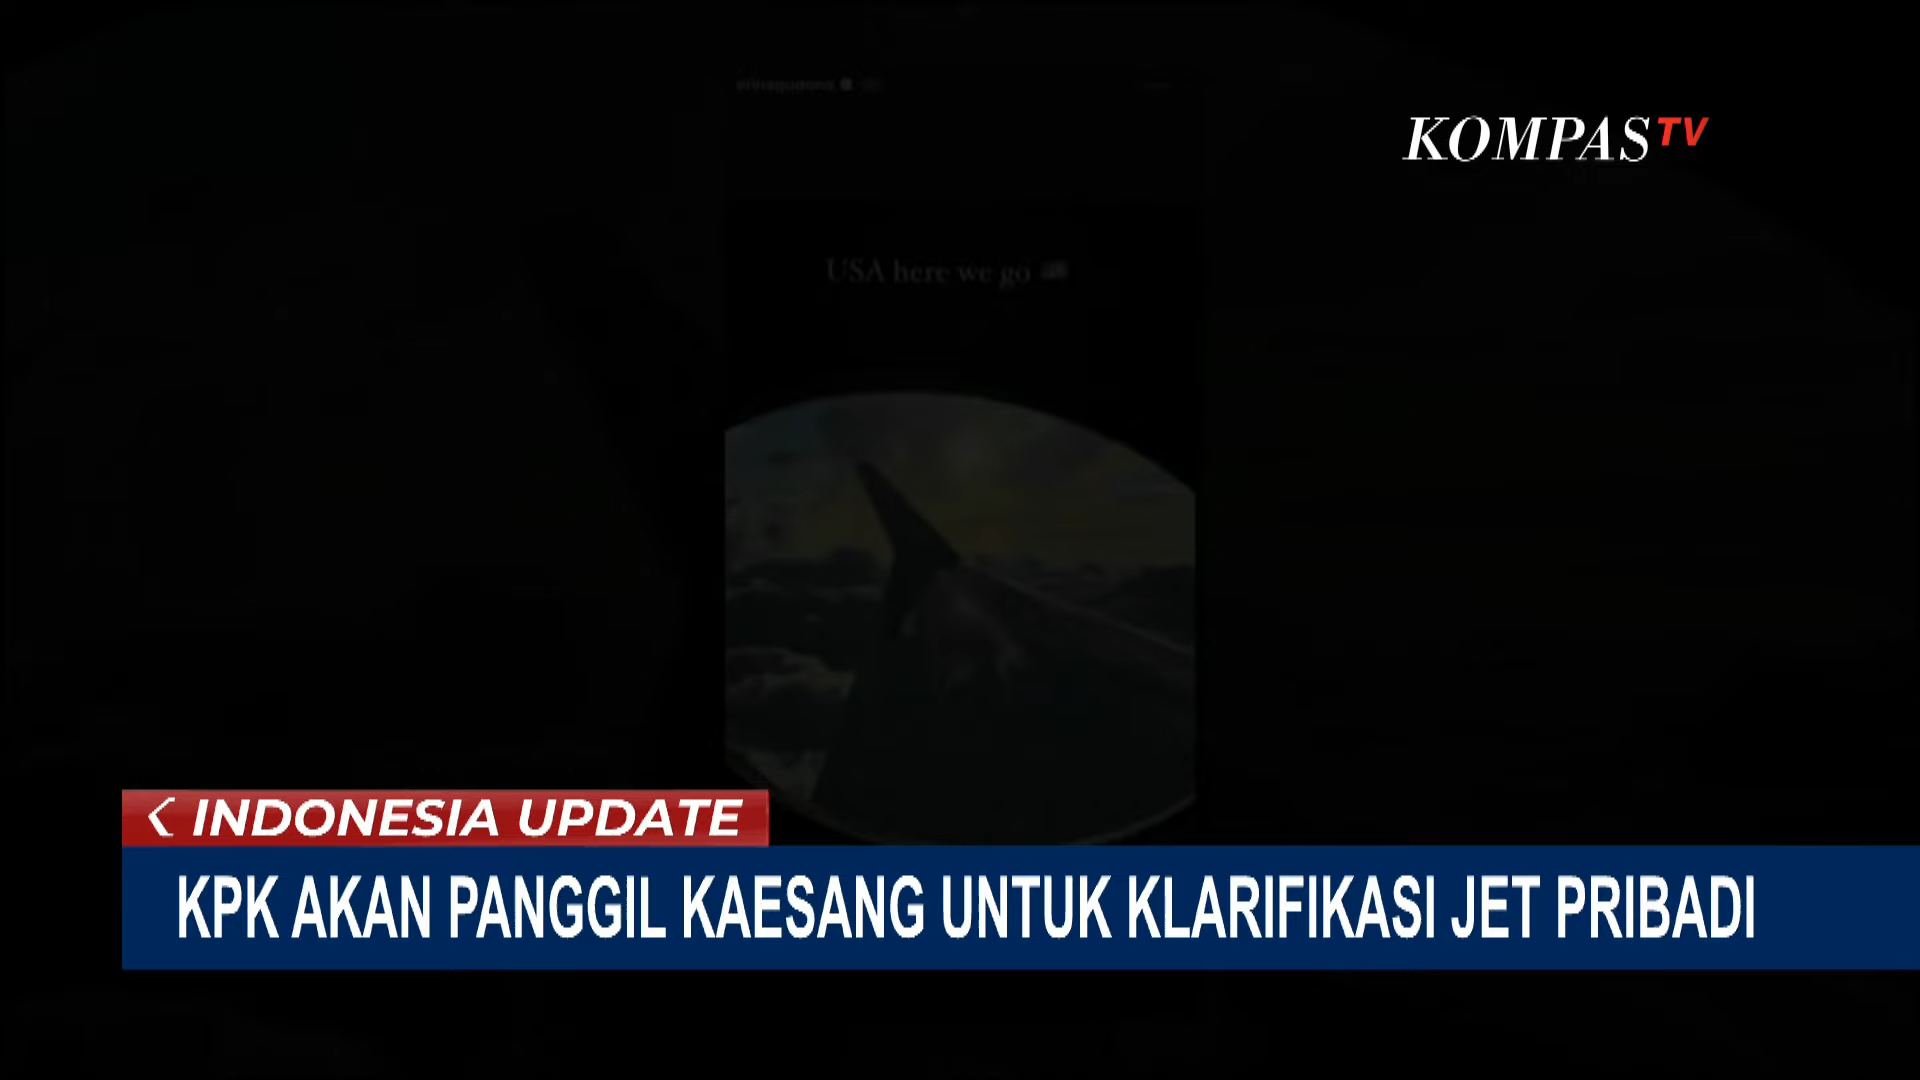 KOMPAS TV
USA here we go
INDONESIA UPDATE
KPK AKAN PANGGIL KAESANG UNTUK KLARIFIKASI JET PRIBADI